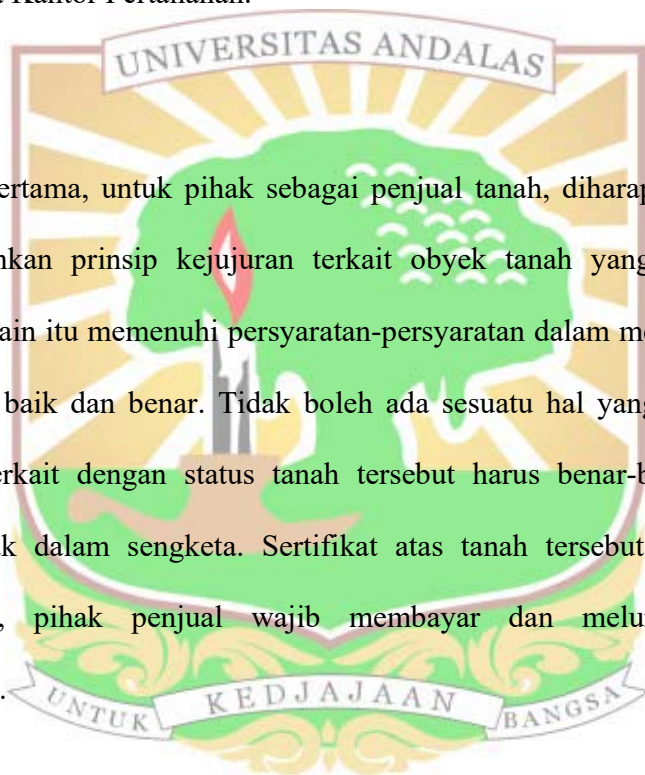 Kantor Pertanahan.
UNIVERSITAS ANDALAS
ertama, untuk pihak sebagai penjual tanah, diharap
nkan prinsip kejujuran terkait obyek tanah yang
ain itu memenuhi persyaratan-persyaratan dalam me
baik dan benar. Tidak boleh ada sesuatu hal yang
erkait dengan status tanah tersebut harus benar-b
k dalam sengketa. Sertifikat atas tanah tersebut
, pihak penjual wajib membayar dan melu
.
UNTUK KEDJAJAAN BANGSA